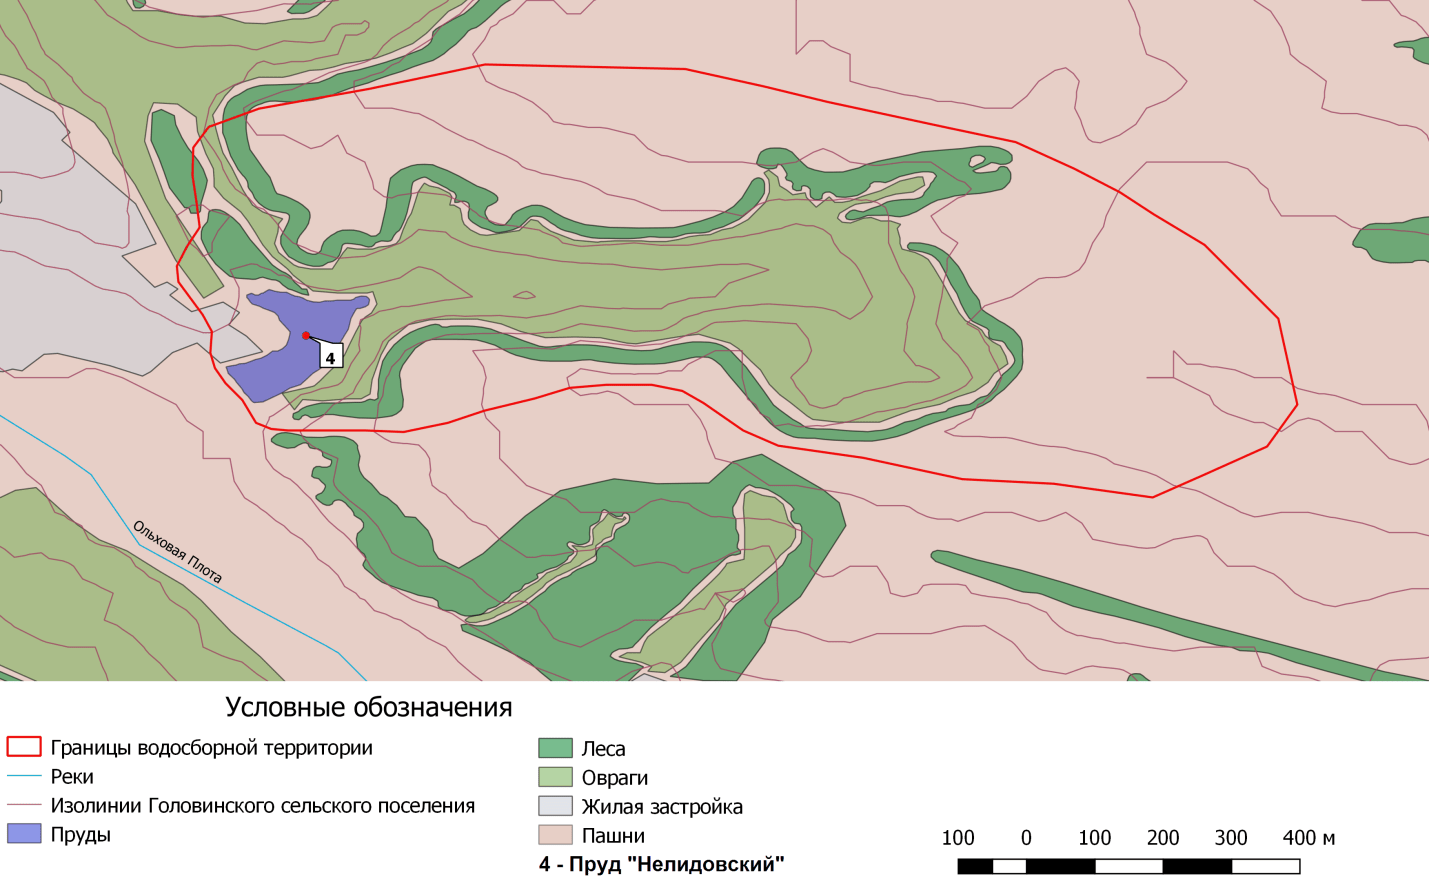 4
Ольховая Плота
Условные обозначения
Границы водосборной территории
Реки
Изолинии Головинского сельского поселения
Пруды
Леса
Овраги
Жилая застройка
Пашни
4 - Пруд "Нелидовский"
100 0 100 200 300 400 м